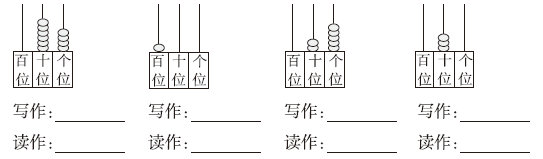 百 十 个 百 十 个 百 十 个 百 十 个
位 位 位 位 位 位 位 位 位 位 位 位
写作: 写作: 写作: 写作:
读作: 读作: 读作: 读作: